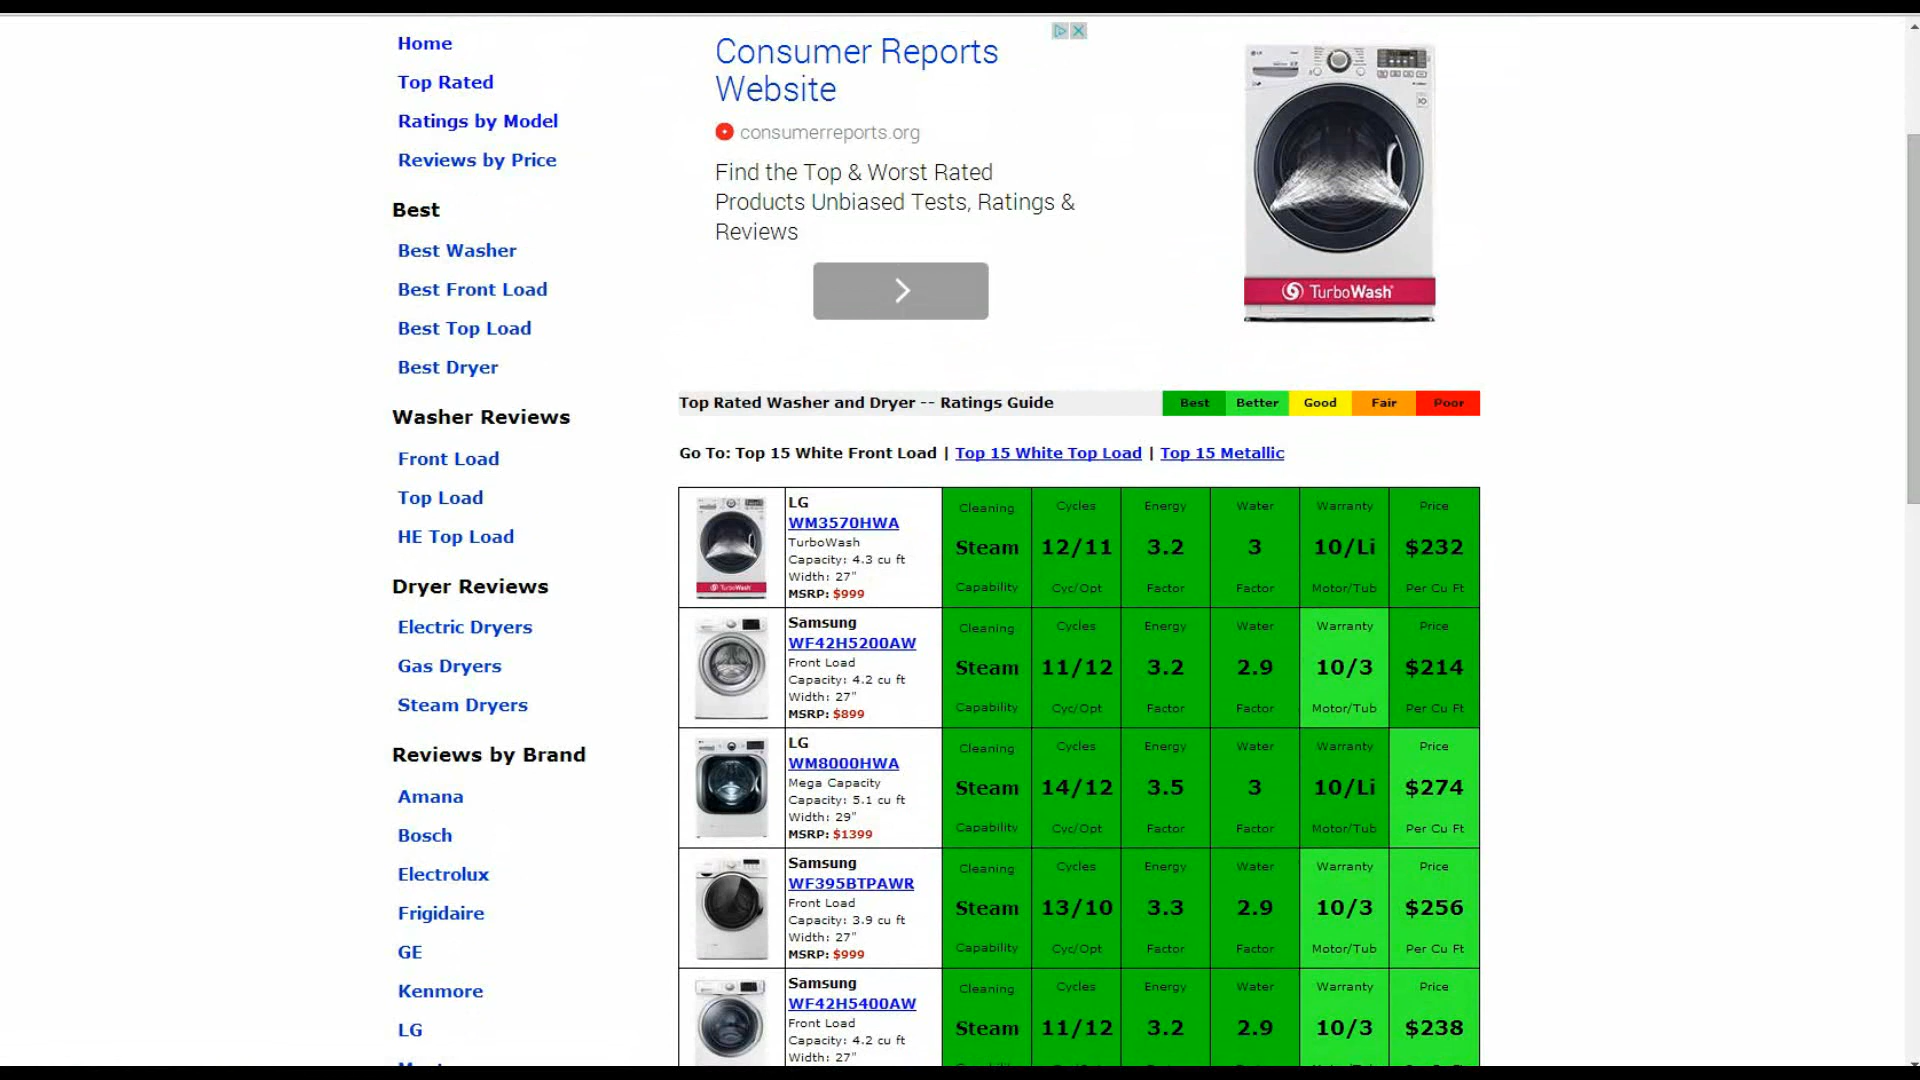 Home
Top Rated
Ratings by Model
Reviews by Price
Best
Best Washer
Best Front Load
Best Top Load
Best Dryer
Washer Reviews
Front Load
Top Load
HE Top Load
Dryer Reviews
Electric Dryers
Gas Dryers
Steam Dryers
Reviews by Brand
Amana
Bosch
Electrolux
Frigidaire
GE
Kenmore
LG
Consumer Reports
Website
consumerreports.org
Find the Top & Worst Rated
Products Unbiased Tests, Ratings &
Reviews
TurboWash
Top Rated Washer and Dryer -- Ratings Guide Best Better Good Fair Poor
Go To: Top 15 White Front Load | Top 15 White Top Load | Top 15 Metallic
LG
WM3570HWA
TurboWash
Capacity: 4.3 cu ft
Width: 27"
MSRP: $999
Cleaning Cycles Energy Water Warranty Price
Steam 12/11 3.2 3 10/Li $232
Capability Cyc/Opt Factor Factor Motor/Tub Per Cu Ft
TurboWash
Samsung
WF42H5200AW
Front Load
Capacity: 4.2 cu ft
Width: 27"
MSRP: $899
Cleaning Cycles Energy Water Warranty Price
Steam 11/12 3.2 2.9 10/3 $214
Capability Cyc/Opt Factor Factor Motor/Tub Per Cu Ft
LG
WM8000HWA
Mega Capacity
Capacity: 5.1 cu ft
Width: 29"
MSRP: $1399
Cleaning Cycles Energy Water Warranty Price
Steam 14/12 3.5 3 10/Li $274
Capability Cyc/Opt Factor Factor Motor/Tub Per Cu Ft
Samsung
WF395BTPAWR
Front Load
Capacity: 3.9 cu ft
Width: 27"
MSRP: $999
Cleaning Cycles Energy Water Warranty Price
Steam 13/10 3.3 2.9 10/3 $256
Capability Cyc/Opt Factor Factor Motor/Tub Per Cu Ft
Samsung
WF42H5400AW
Front Load
Capacity: 4.2 cu ft
Width: 27"
Cleaning Cycles Energy Water Warranty Price
Steam 11/12 3.2 2.9 10/3 $238